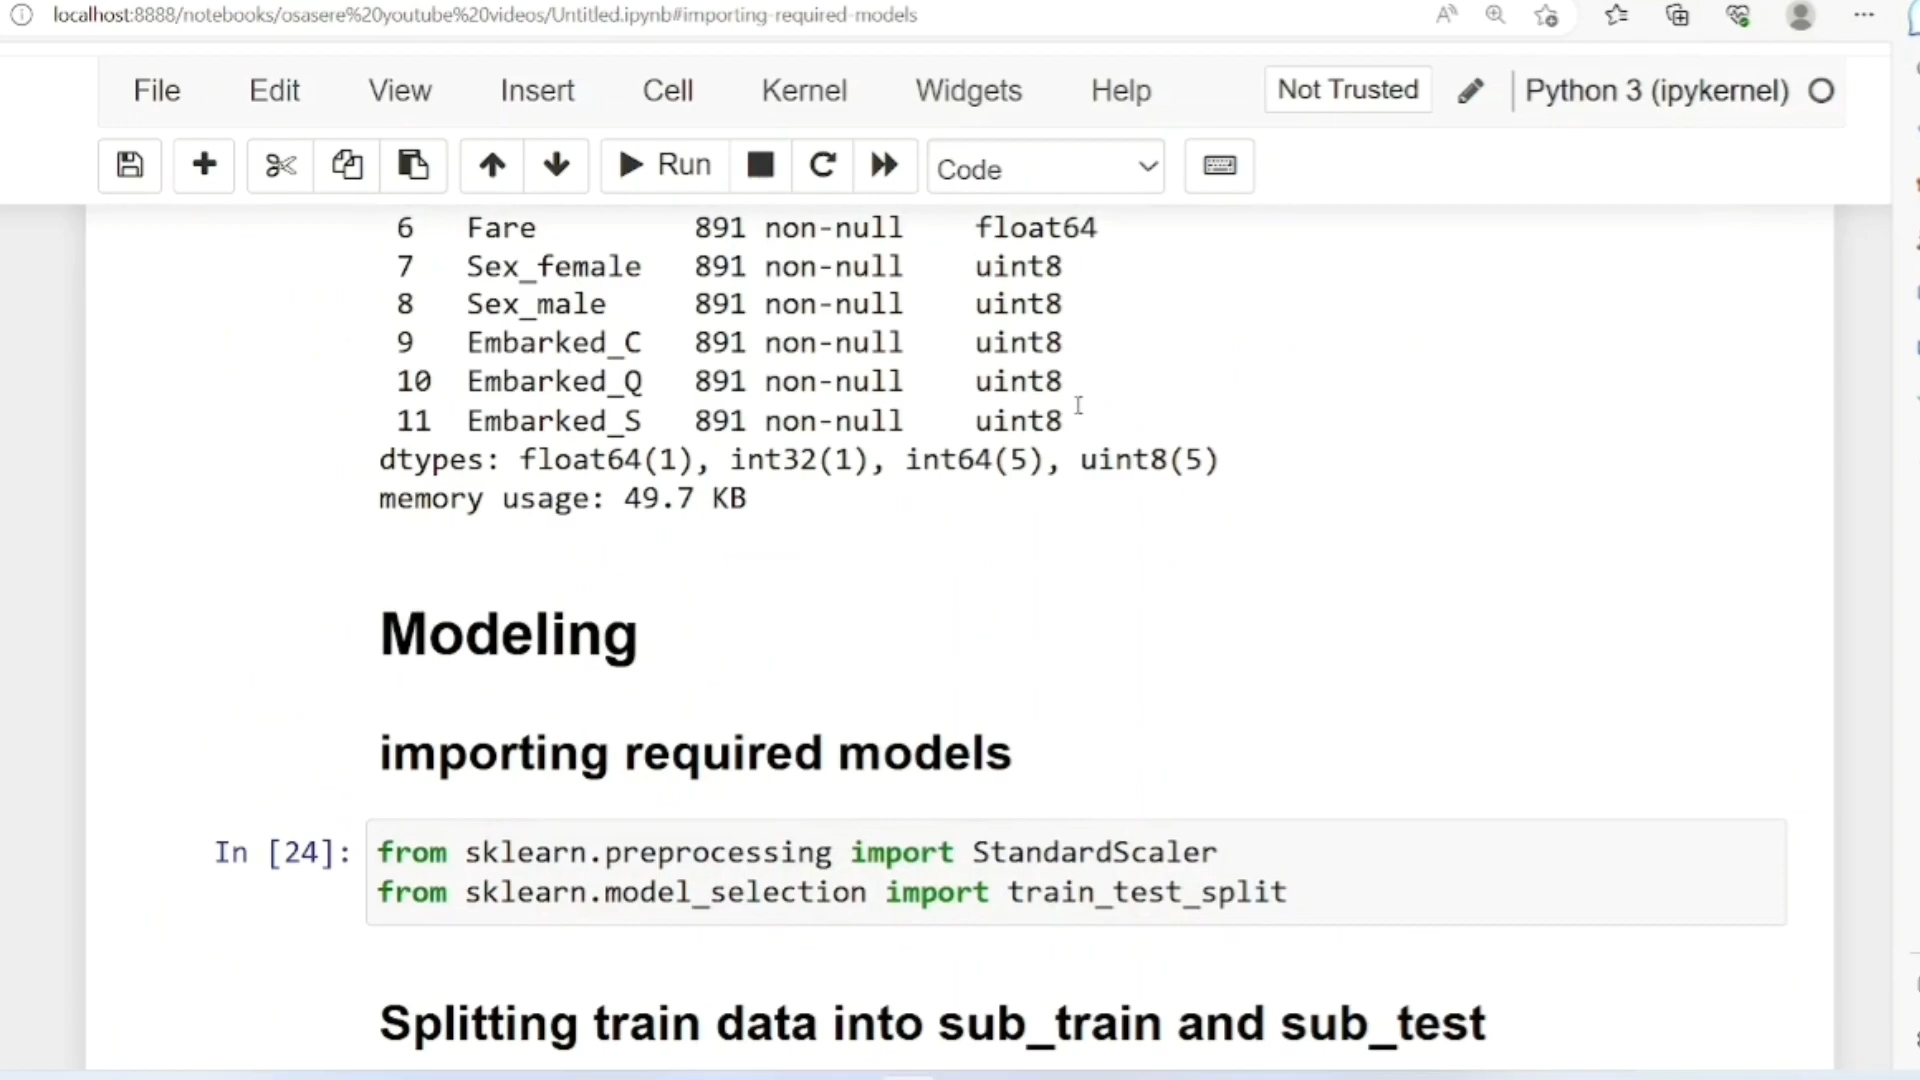 localhost:8888/notebooks/osasere%20youtube%20videos/Untitled.ipynb#importing-required-models
File Edit View Insert Cell Kernel Widgets Help Not Trusted Python 3 (ipykernel)
Run Code
6 Fare 891 non-null float64
7 Sex_female 891 non-null uint8
8 Sex_male 891 non-null uint8
9 Embarked_C 891 non-null uint8
10 Embarked_Q 891 non-null uint8
11 Embarked_S 891 non-null uint8
dtypes: float64(1), int32(1), int64(5), uint8(5)
memory usage: 49.7 KB
Modeling
importing required models
In [24]: from sklearn.preprocessing import StandardScaler
from sklearn.model_selection import train_test_split
Splitting train data into sub_train and sub_test